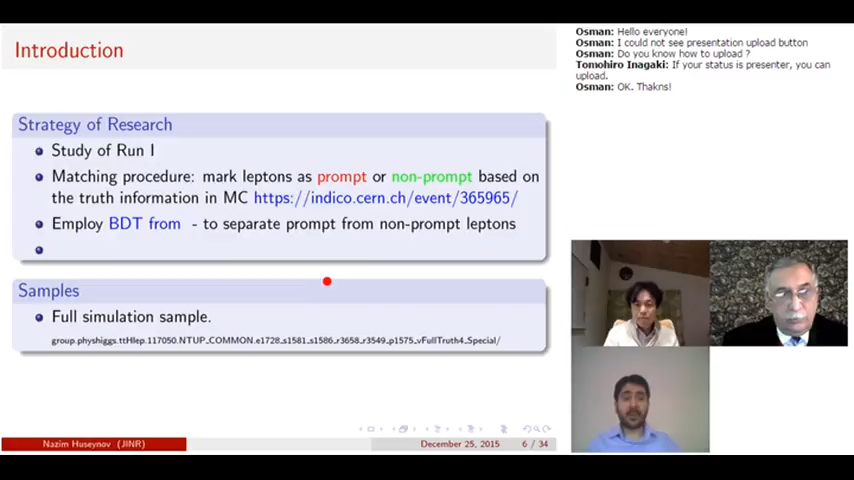 Introduction
Strategy of Research
Study of Run I
Matching procedure: mark leptons as prompt or non-prompt based on
the truth information in MC https://indico.cern.ch/event/365965/
Employ BDT from - to separate prompt from non-prompt leptons
Samples
Full simulation sample.
group.physhiggs.ttHlep.117050.NTUP_COMMON.e1728_s1581_s1586_r3658_r3549_p1575_vFullTruth4_Special/
Nazim Huseynov (JINR)
December 25, 2015
6 / 34
Osman: Hello everyone!
Osman: I could not see presentation upload button
Osman: Do you know how to upload ?
Tomohiro Inagaki: If your status is presenter, you can
upload.
Osman: OK. Thakns!